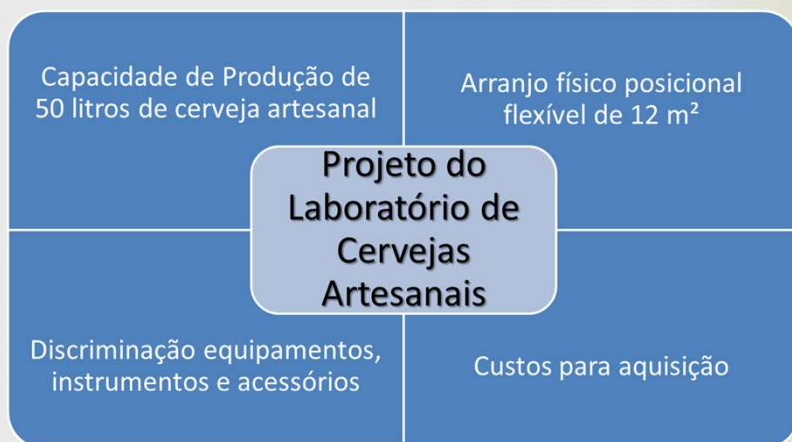 Capacidade de Produção de
50 litros de cerveja artesanal
Arranjo físico posicional
flexível de 12 m²
Projeto do
Laboratório de
Cervejas
Artesanais
Discriminação equipamentos,
instrumentos e acessórios
Custos para aquisição